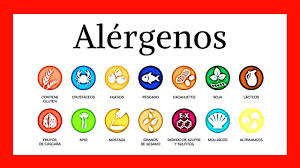 Alérgenos
CONTIENE GLUTEN
CRUSTÁCEOS
HUEVOS
PESCADO
CACAHUETES
SOJA
LÁCTEOS
FRUTOS DE CÁSCARA
APIO
MOSTAZA
GRANOS DE SÉSAMO
E-X
DIÓXIDO DE AZUFRE Y SULFITOS
MOLUSCOS
ALTRAMUCES